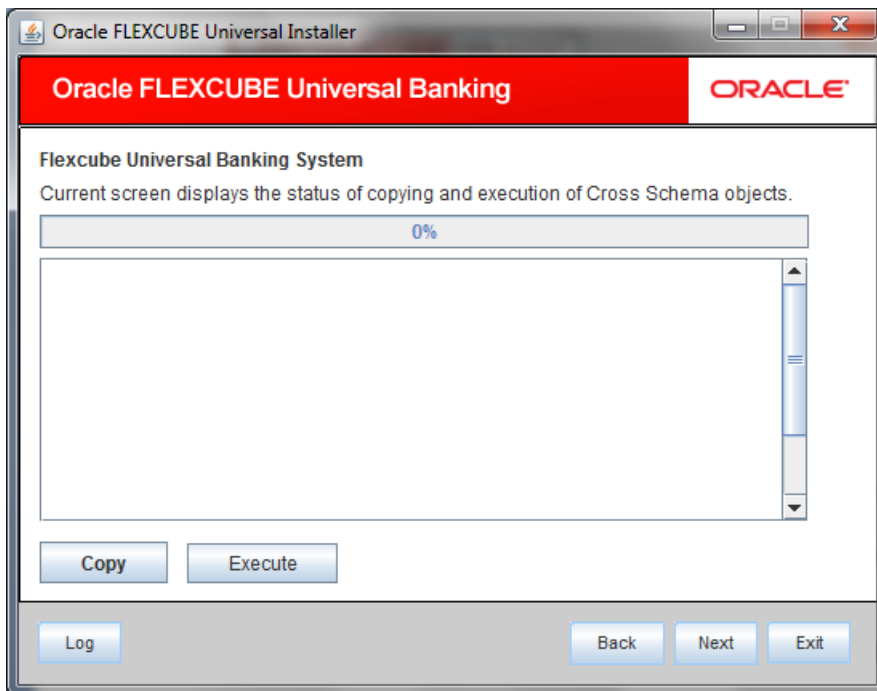 Oracle FLEXCUBE Universal Installer
Oracle FLEXCUBE Universal Banking
ORACLE®
Flexcube Universal Banking System
Current screen displays the status of copying and execution of Cross Schema objects.
0%
Copy Execute
Log Back Next Exit